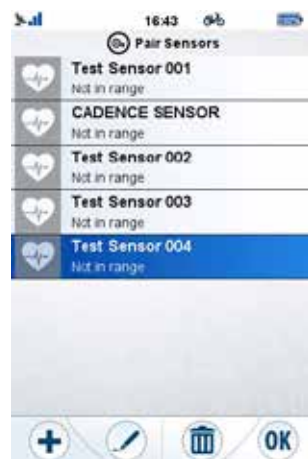 16:43
Pair Sensors
Test Sensor 001
Not in range
CADENCE SENSOR
Not in range
Test Sensor 002
Not in range
Test Sensor 003
Not in range
Test Sensor 004
Not in range
OK